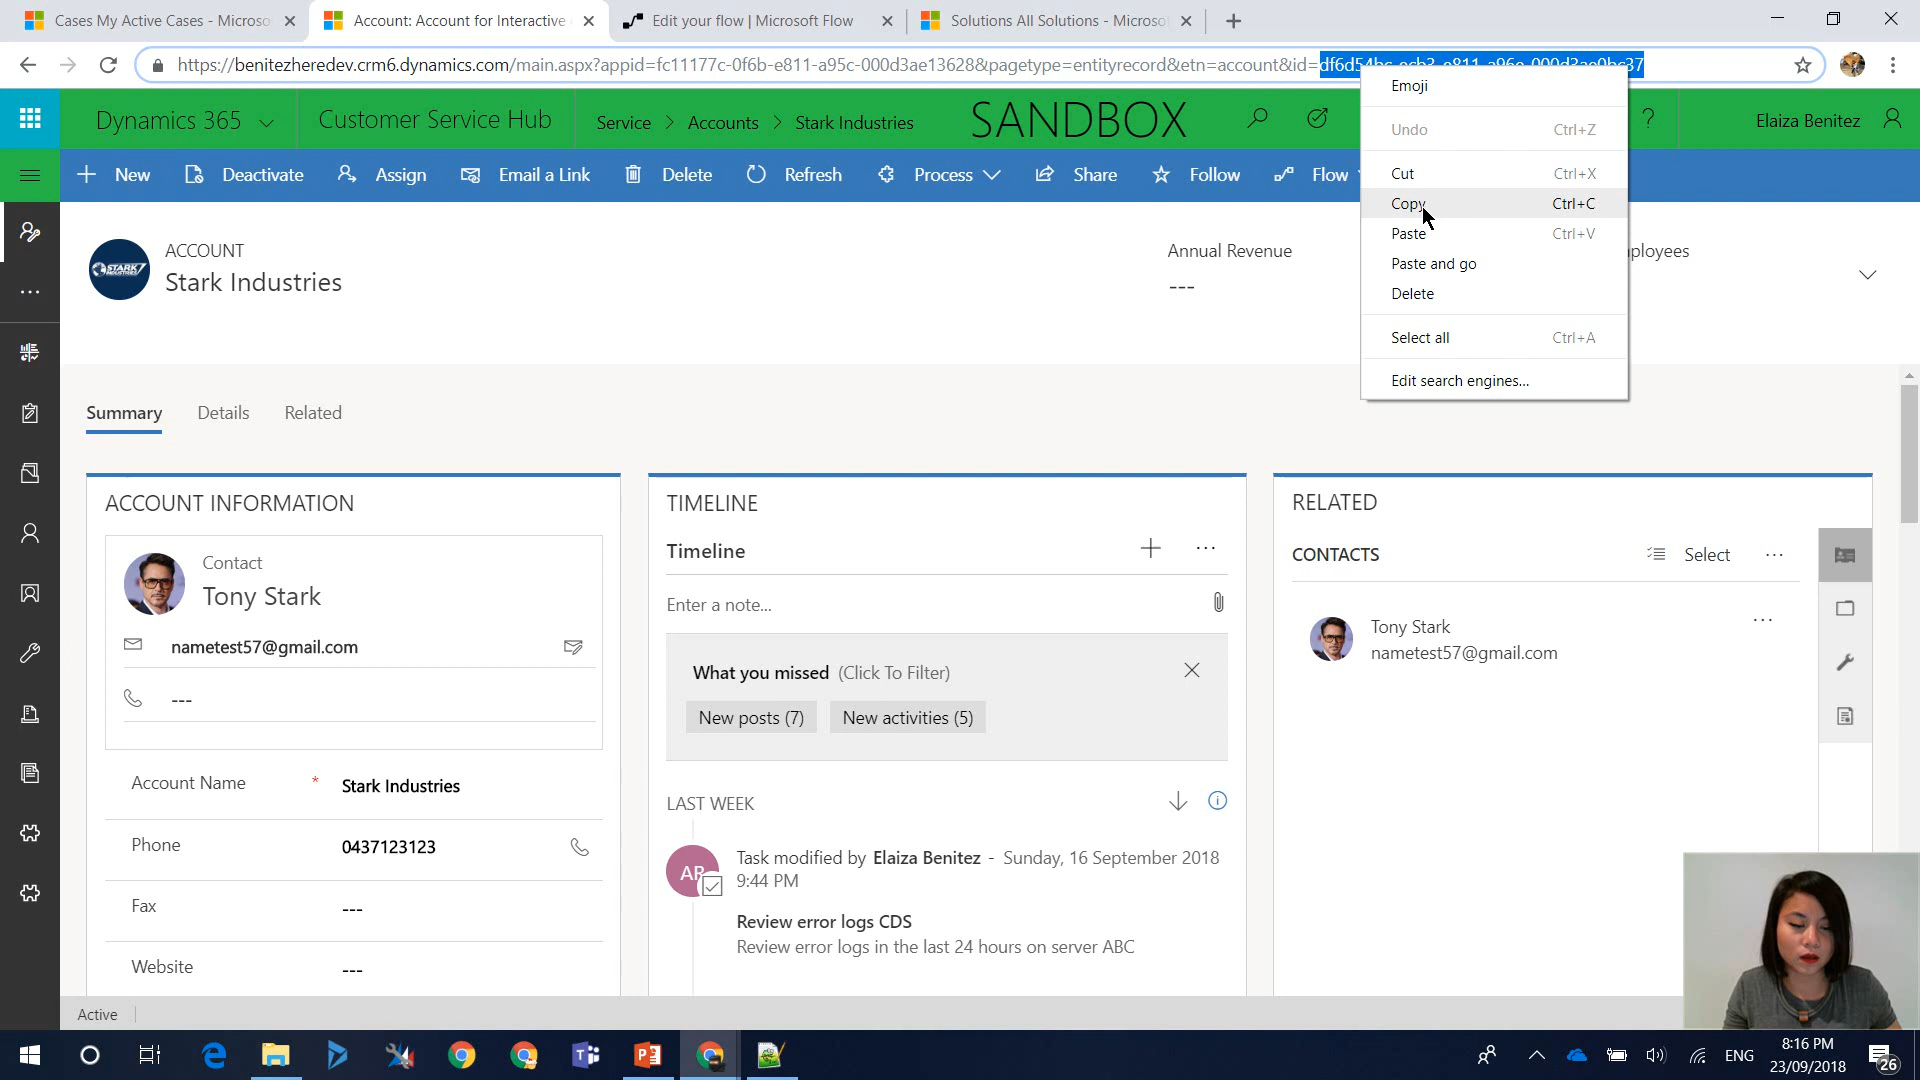 Cases My Active Cases - Microso
Account: Account for Interactive
Edit your flow | Microsoft Flow
Solutions All Solutions - Microso
https://benitezheredev.crm6.dynamics.com/main.aspx?appid=fc11177c-0f6b-e811-a95c-000d3ae13628&pagetype=entityrecord&etn=account&id=
Dynamics 365
Customer Service Hub
Service > Accounts > Stark Industries
SANDBOX
?
Elaiza Benitez
New
Deactivate
Assign
Email a Link
Delete
Refresh
Process
Share
Follow
Flow
Emoji
Undo Ctrl+Z
Cut Ctrl+X
Copy Ctrl+C
Paste Ctrl+V
Paste and go
Delete
Select all Ctrl+A
Edit search engines...
ACCOUNT
Stark Industries
STARK
Annual Revenue
---
ployees
Summary
Details
Related
ACCOUNT INFORMATION
Contact
Tony Stark
nametest57@gmail.com
---
Account Name * Stark Industries
Phone 0437123123
Fax ---
Website ---
TIMELINE
Timeline
Enter a note...
What you missed (Click To Filter)
New posts (7)
New activities (5)
LAST WEEK
Task modified by Elaiza Benitez - Sunday, 16 September 2018
9:44 PM
Review error logs CDS
Review error logs in the last 24 hours on server ABC
RELATED
CONTACTS
Select
Tony Stark
nametest57@gmail.com
Active
ENG
8:16 PM
23/09/2018
26